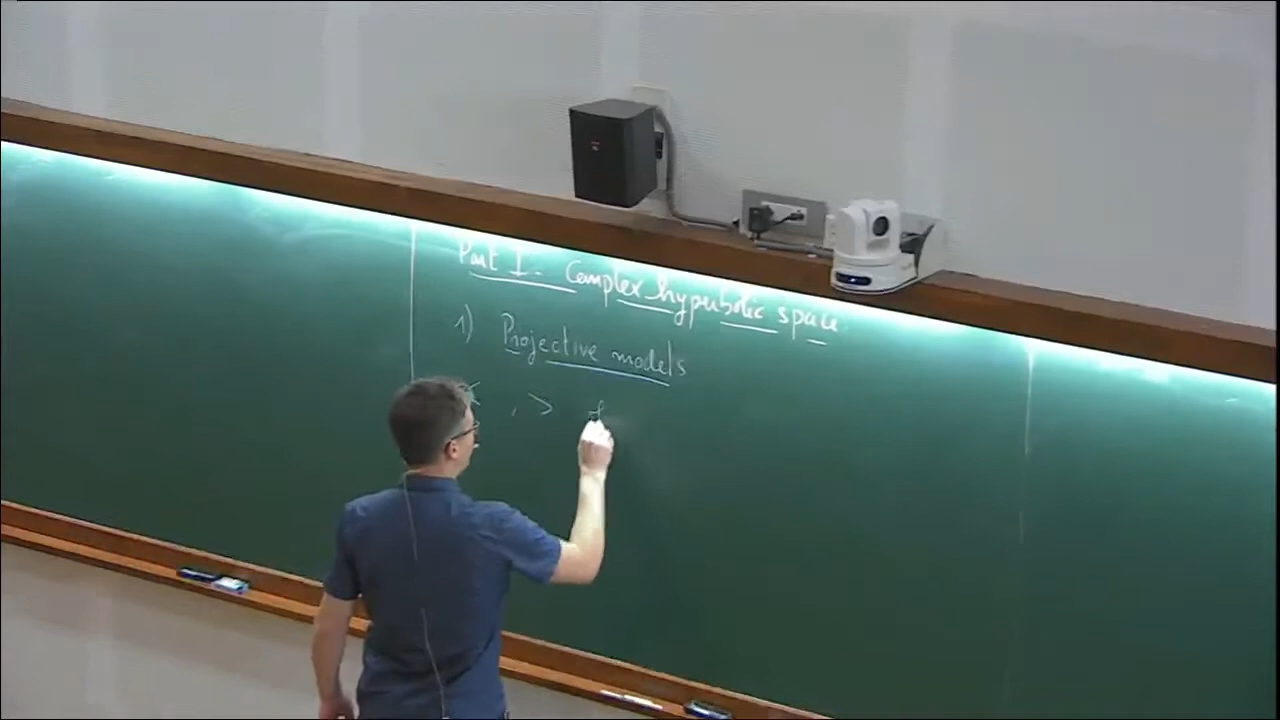 Part I. Complex hyperbolic space.
1) Projective models
< , >